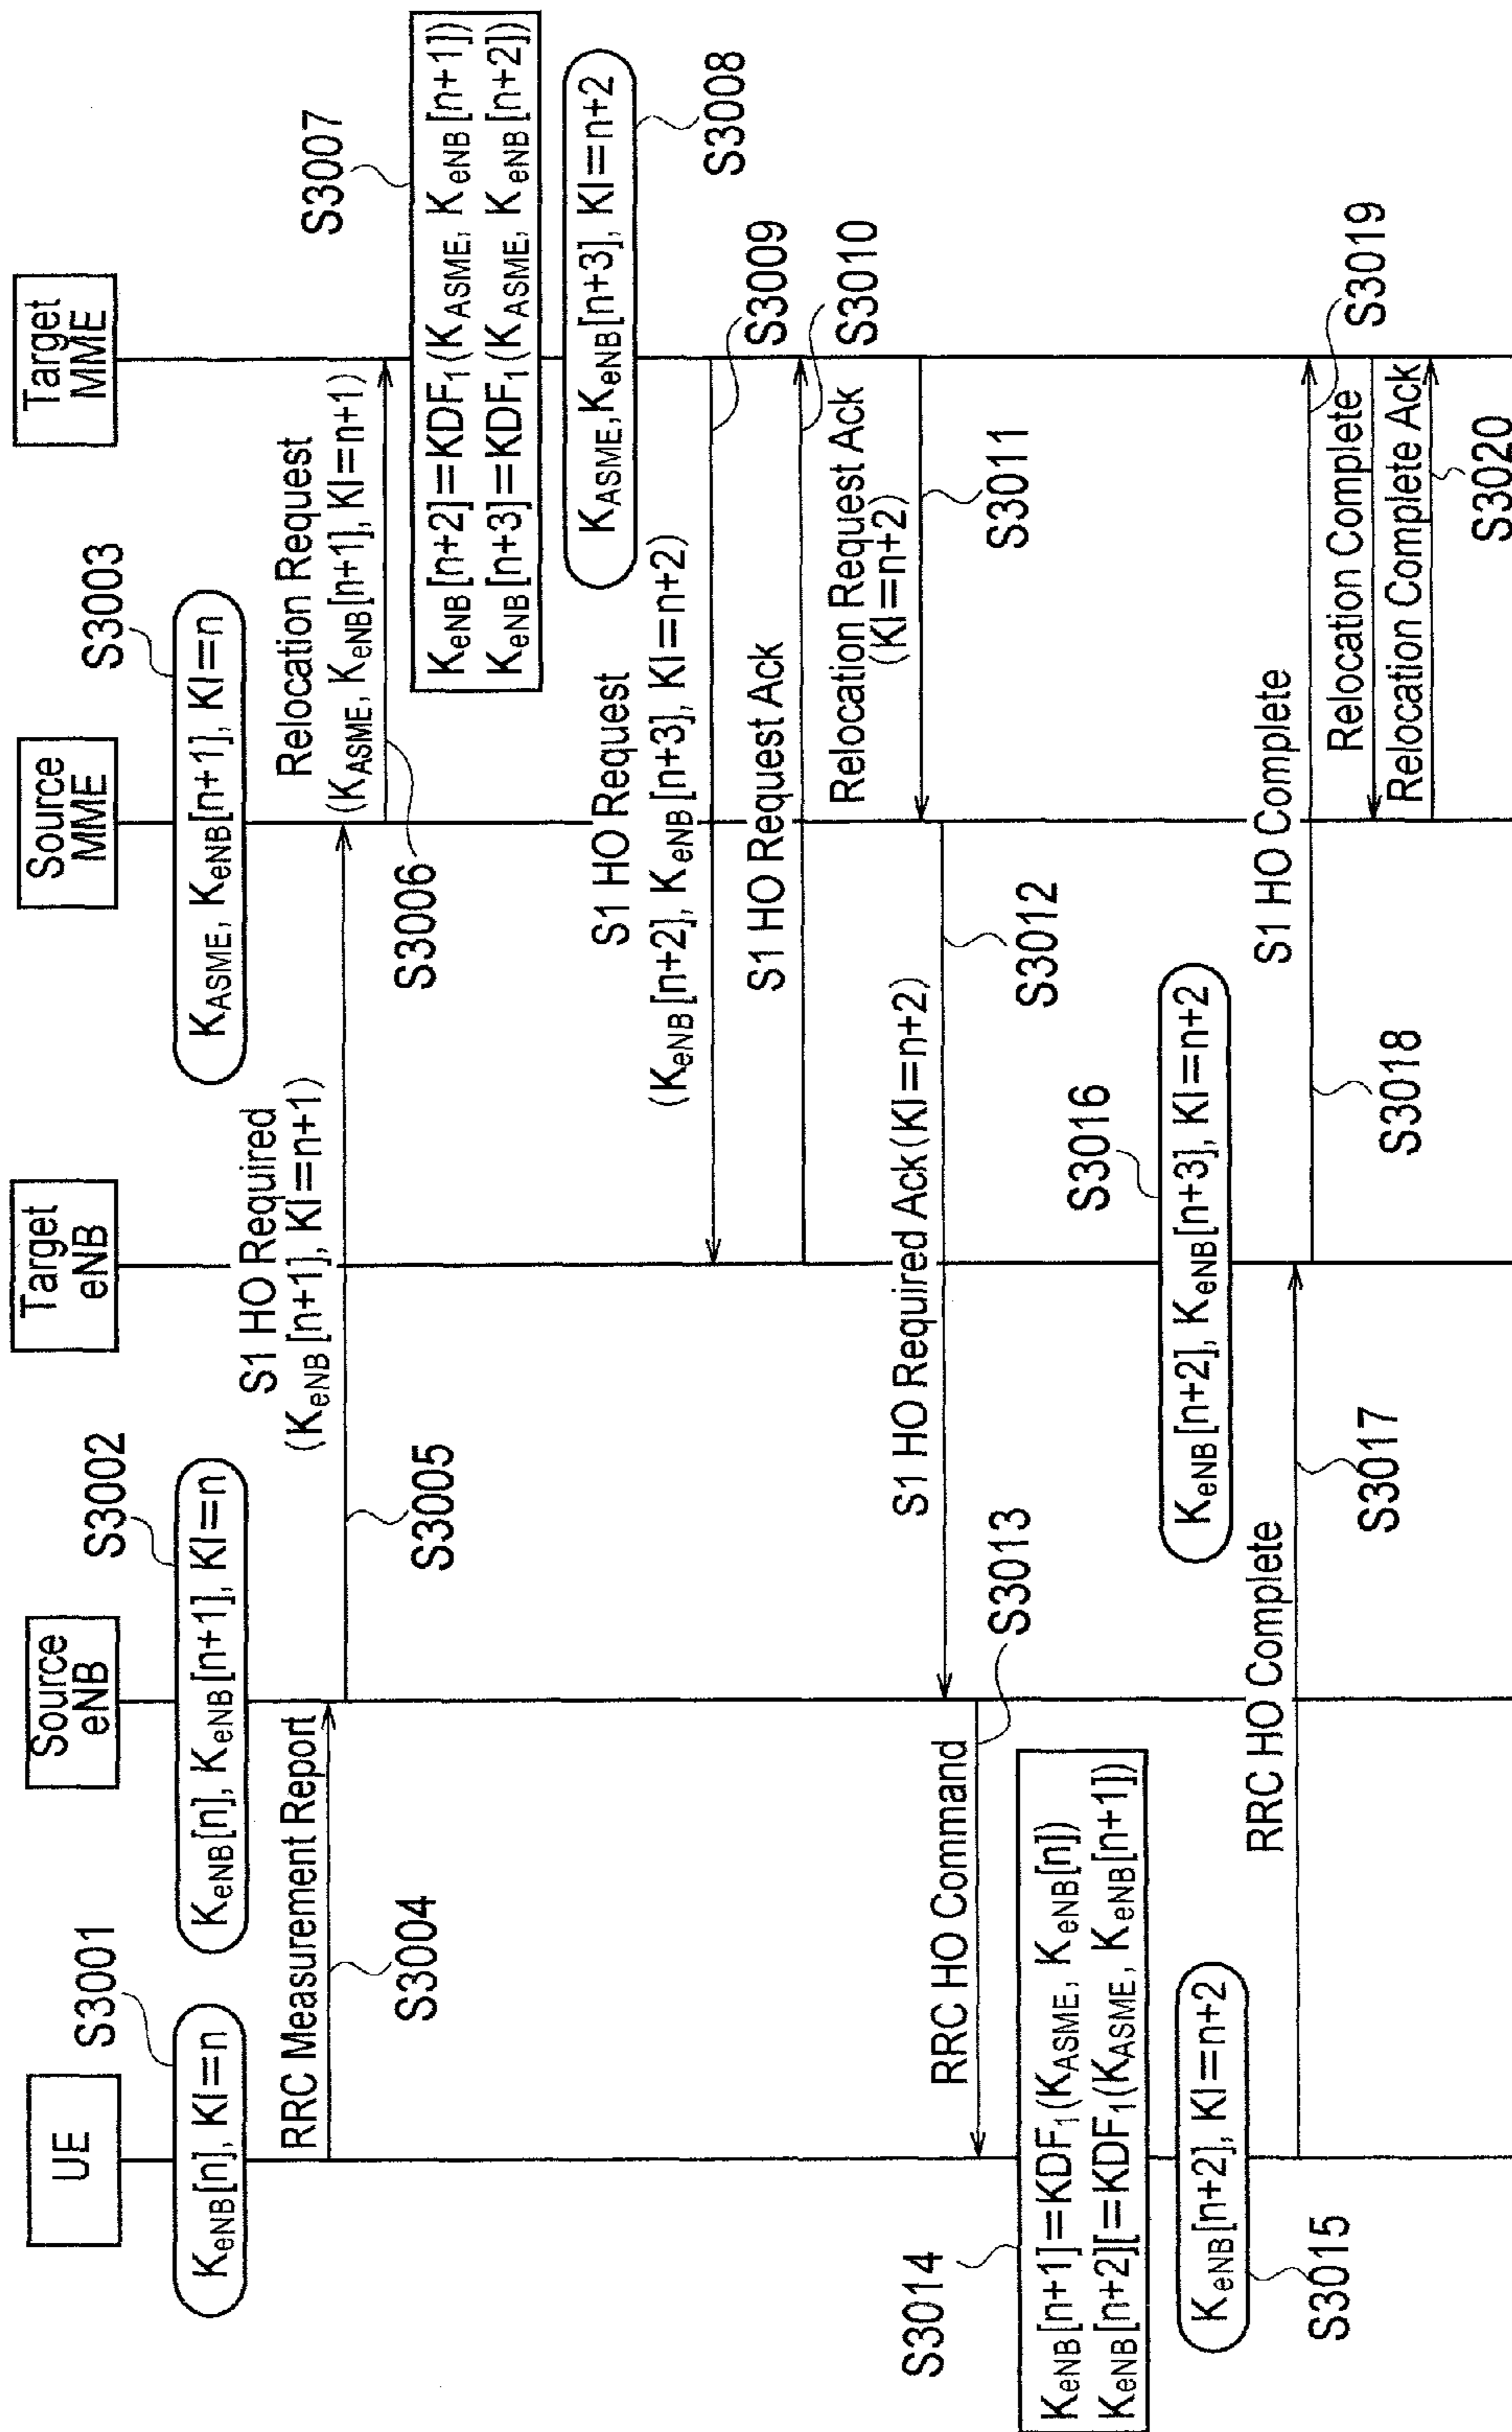 UE
Source
eNB
Target
eNB
Source
MME
Target
MME
S3001
KeNB[n], KI=n
S3002
KeNB[n], KeNB[n+1], KI=n
S3003
KASME, KeNB[n+1], KI=n
RRC Measurement Report
S3004
S1 HO Required
(KeNB[n+1], KI=n+1)
S3005
Relocation Request
(KASME, KeNB[n+1], KI=n+1)
S3006
S3007
KeNB[n+2]=KDF1(KASME, KeNB[n+1])
KeNB[n+3]=KDF1(KASME, KeNB[n+2])
KASME, KeNB[n+3], KI=n+2
S3008
S1 HO Request
(KeNB[n+2], KeNB[n+3], KI=n+2)
S3009
S1 HO Request Ack
S3010
Relocation Request Ack
(KI=n+2)
S3011
S1 HO Required Ack(KI=n+2)
S3012
RRC HO Command
S3013
S3014
KeNB[n+1]=KDF1(KASME, KeNB[n])
KeNB[n+2][=KDF1(KASME, KeNB[n+1])
KeNB[n+2], KI=n+2
S3015
S3016
KeNB[n+2], KeNB[n+3], KI=n+2
RRC HO Complete
S3017
S1 HO Complete
S3018
Relocation Complete
S3019
Relocation Complete Ack
S3020